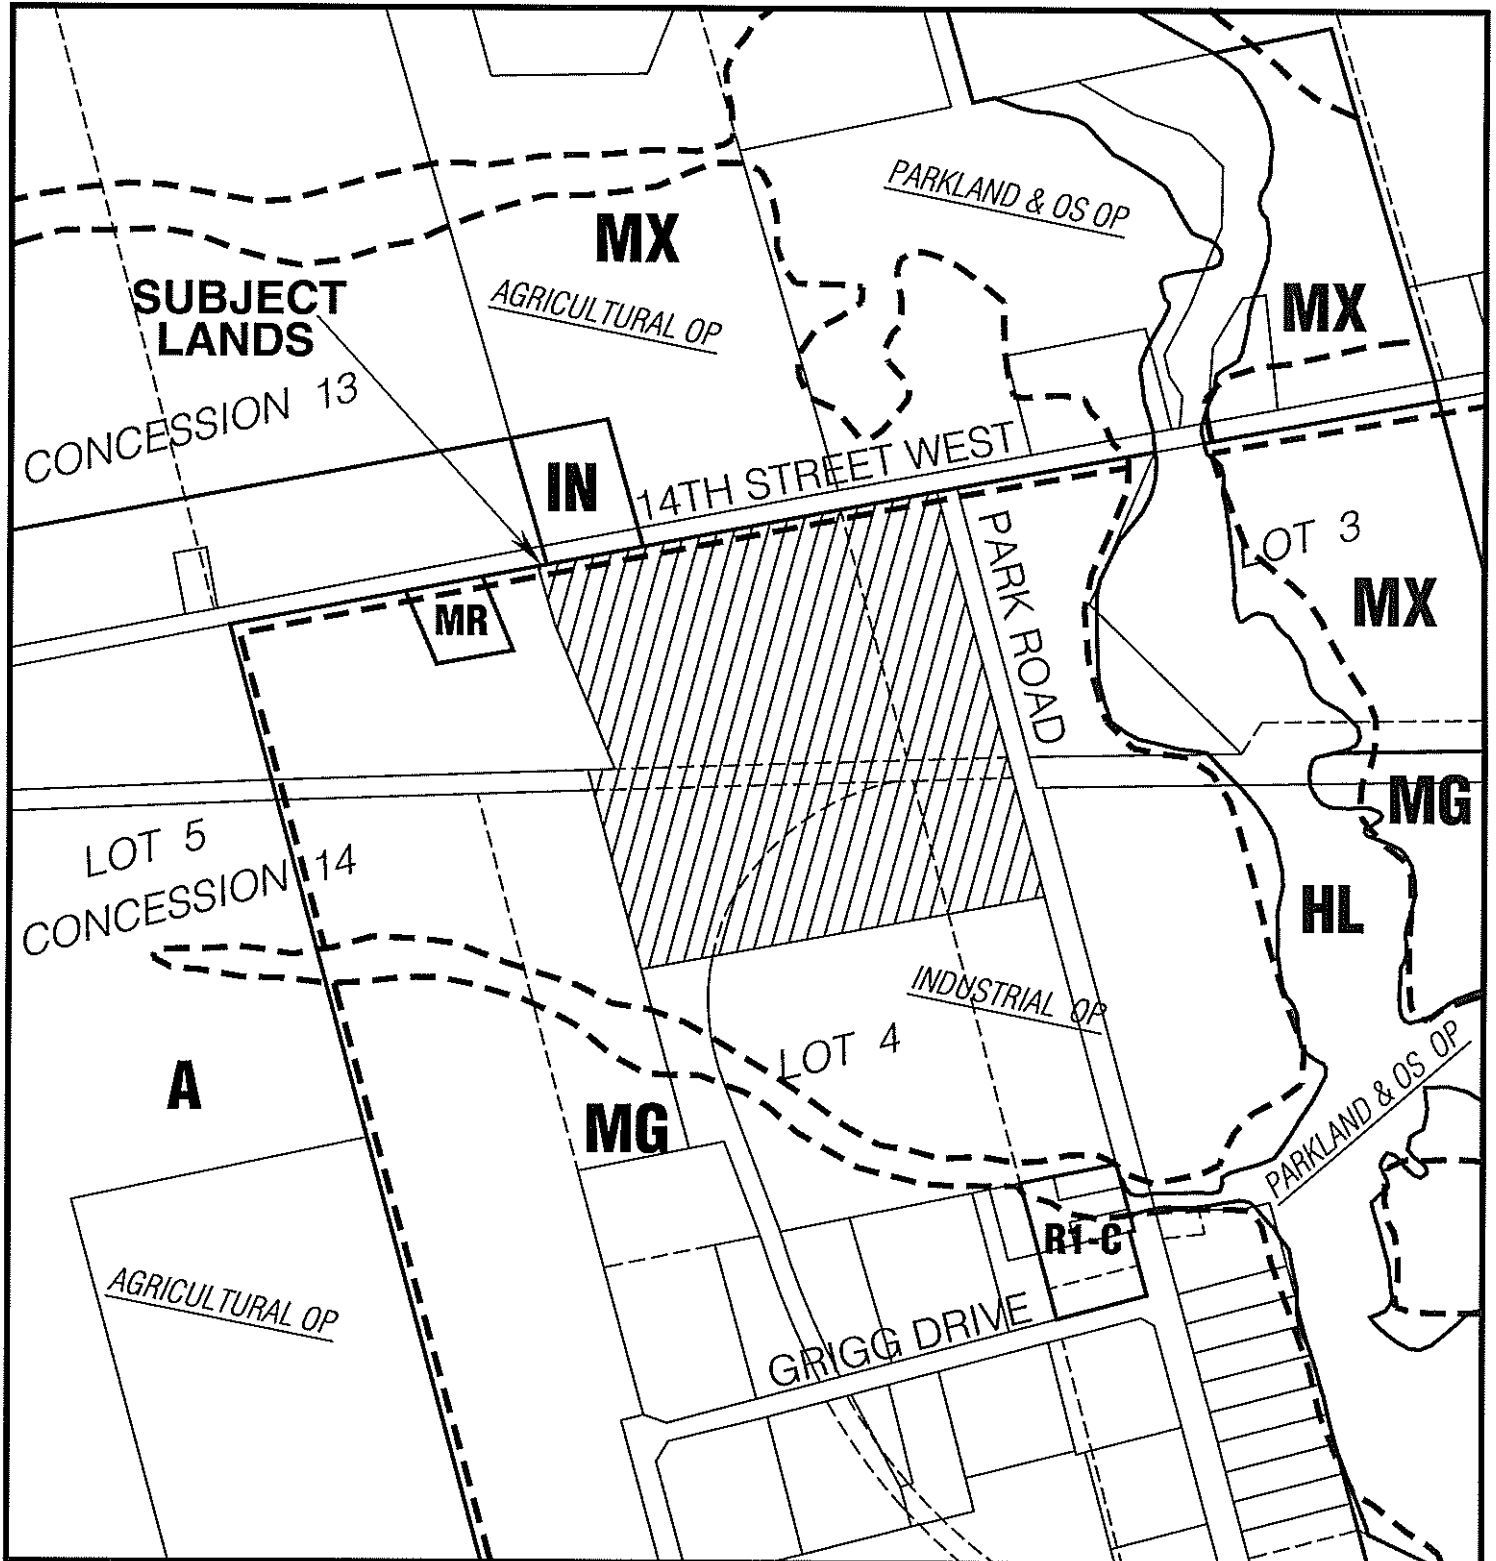 PARKLAND & OS OP
MX
AGRICULTURAL OP
SUBJECT
LANDS
MX
CONCESSION 13
IN
14TH STREET WEST
PARK ROAD
LOT 3
MX
MR
MG
LOT 5
CONCESSION 14
HL
INDUSTRIAL OP
LOT 4
A
MG
PARKLAND & OS OP
R1-C
AGRICULTURAL OP
GRIGG DRIVE